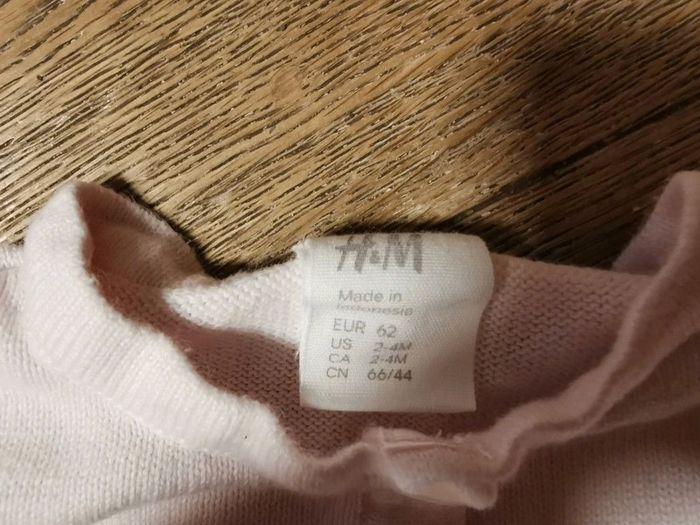 H&M
Made in
Indonesia
EUR 62
US 2-4M
CA 2-4M
CN 66/44